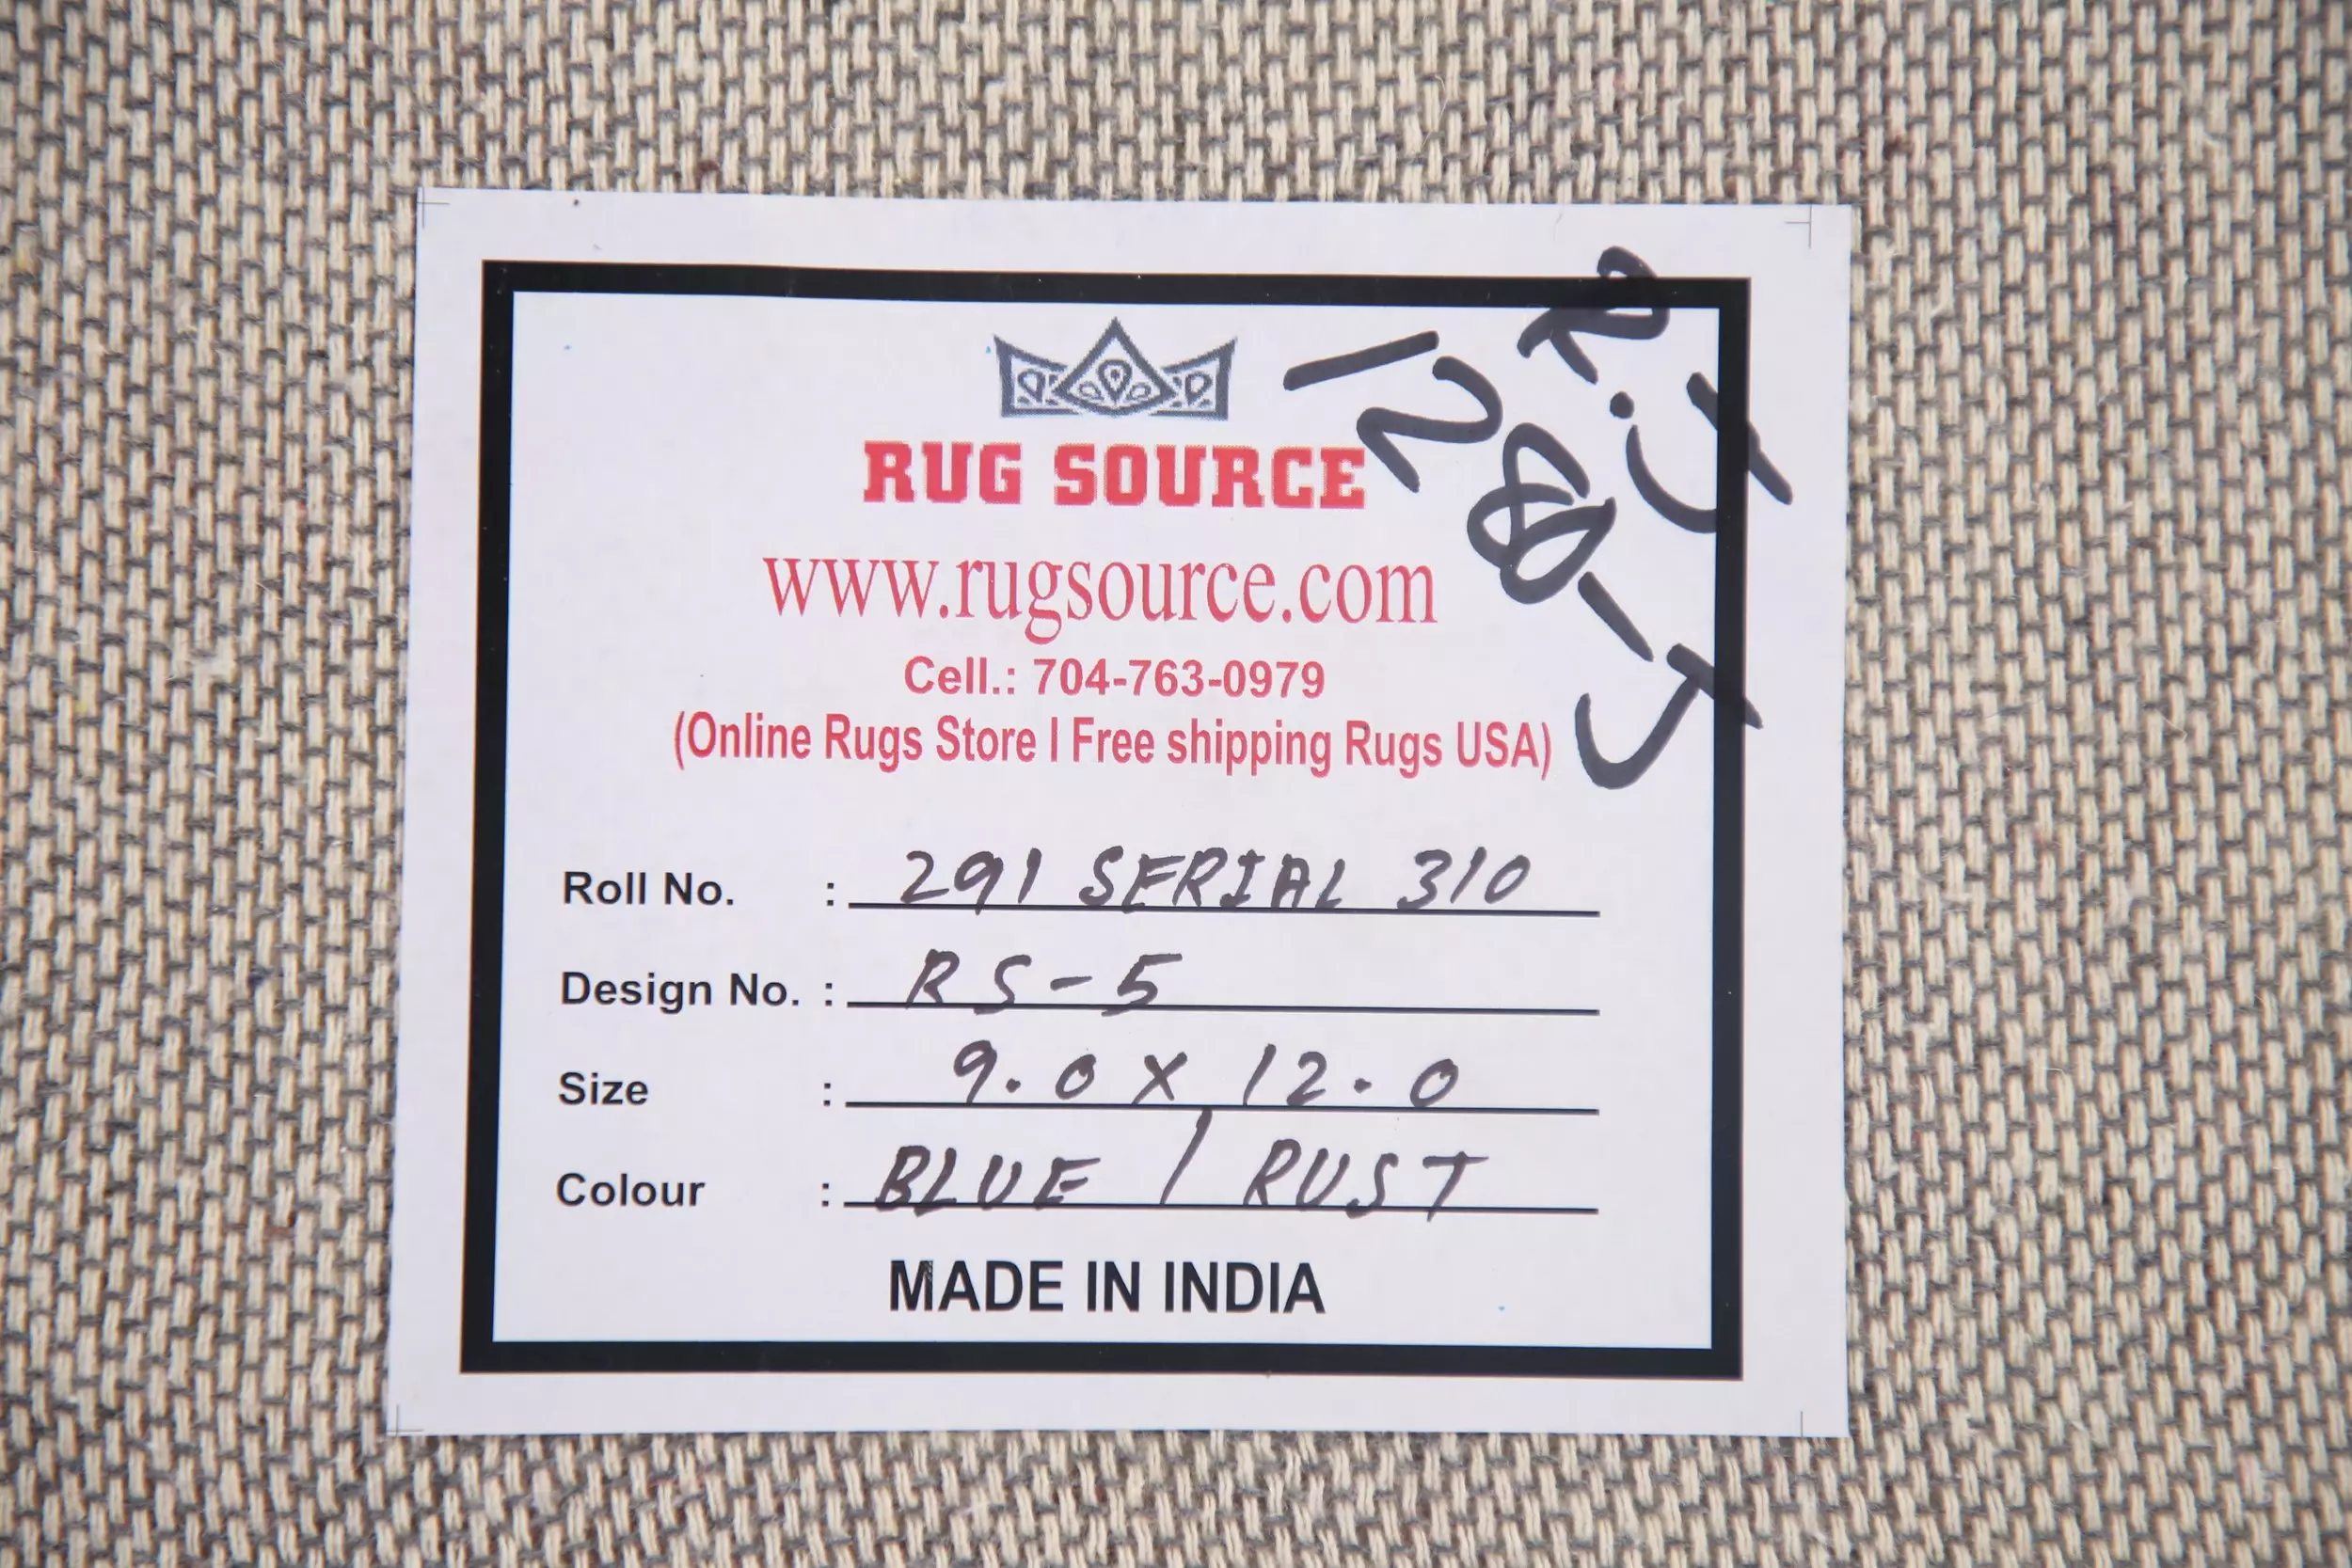 R.J
128-J
RUG SOURCE
www.rugsource.com
Cell.: 704-763-0979
(Online Rugs Store I Free shipping Rugs USA)
Roll No. : 291 SERIAL 310
Design No. : RS-5
Size : 9.0 X 12.0
Colour : BLUE / RUST
MADE IN INDIA